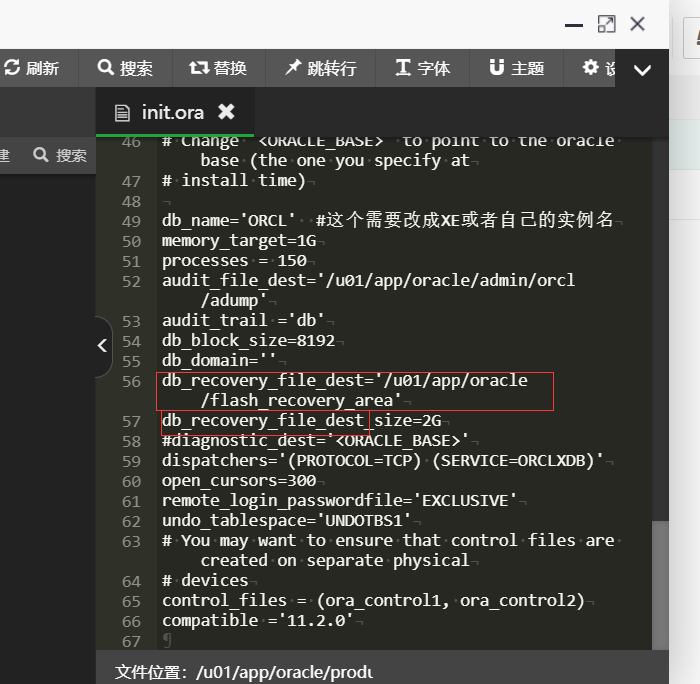 刷新 搜索 替换 跳转行 字体 主题
init.ora
搜索
46 # Change '<ORACLE_BASE>' to point to the oracle
base (the one you specify at
47 # install time)
48
49 db_name='ORCL' #这个需要改成XE或者自己的实例名
50 memory_target=1G
51 processes = 150
52 audit_file_dest='/u01/app/oracle/admin/orcl
/adump'
53 audit_trail ='db'
54 db_block_size=8192
55 db_domain=''
56 db_recovery_file_dest='/u01/app/oracle
/flash_recovery_area'
57 db_recovery_file_dest_size=2G
58 #diagnostic_dest='<ORACLE_BASE>'
59 dispatchers='(PROTOCOL=TCP) (SERVICE=ORCLXDB)'
60 open_cursors=300
61 remote_login_passwordfile='EXCLUSIVE'
62 undo_tablespace='UNDOTBS1'
63 # You may want to ensure that control files are
created on separate physical
64 # devices
65 control_files = (ora_control1, ora_control2)
66 compatible ='11.2.0'
67
文件位置：/u01/app/oracle/produ